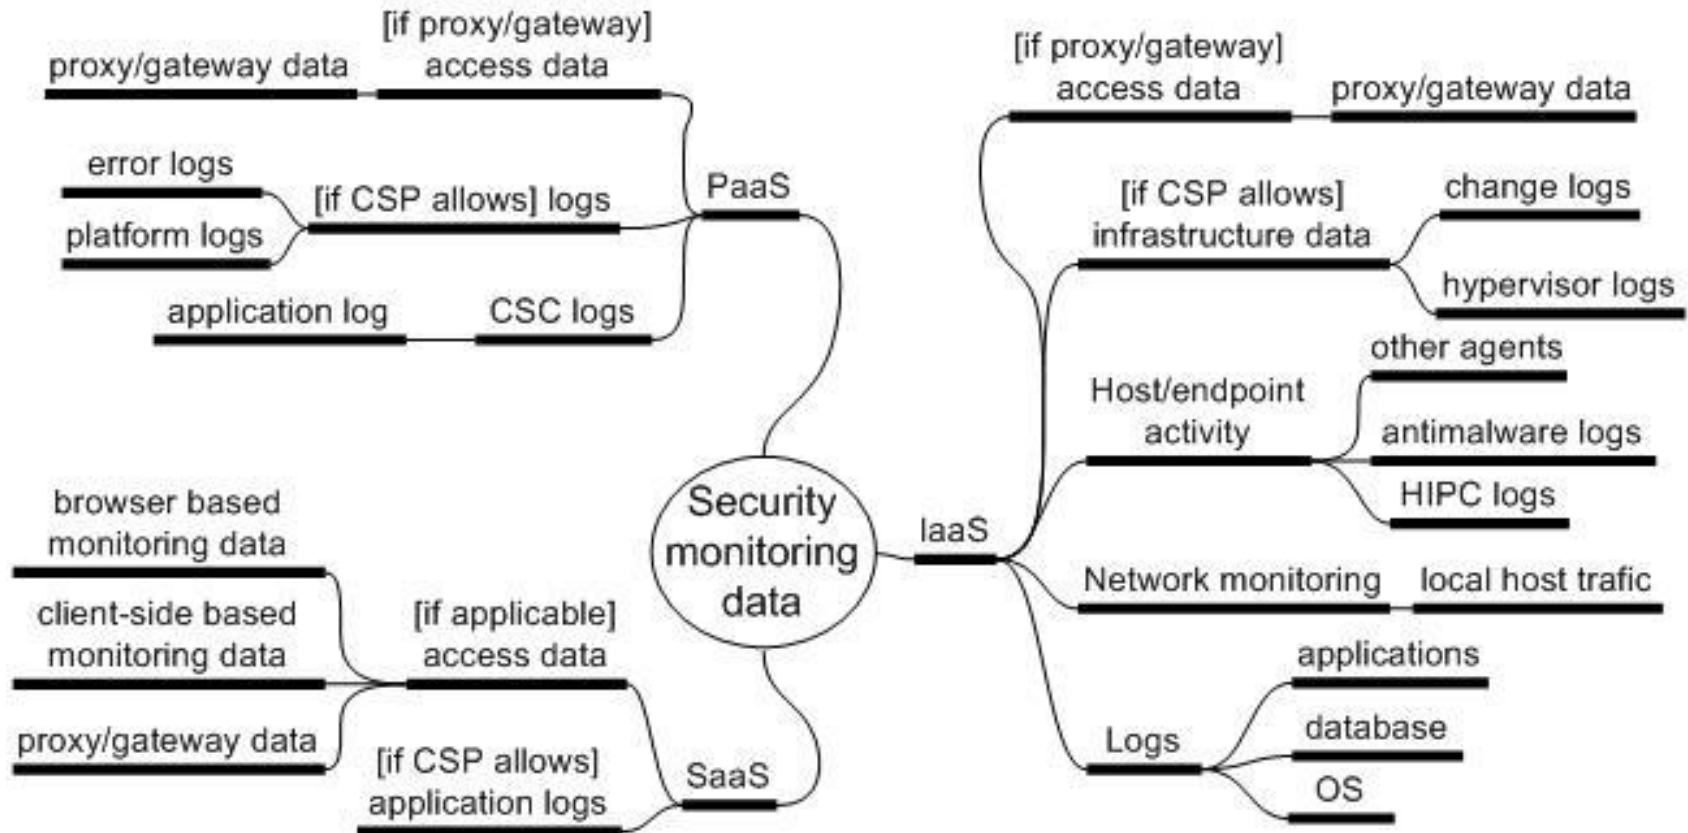 [if proxy/gateway]
access data
proxy/gateway data
error logs
[if CSP allows] logs
platform logs
application log
CSC logs
PaaS
[if proxy/gateway]
access data
proxy/gateway data
[if CSP allows]
infrastructure data
change logs
hypervisor logs
Host/endpoint
activity
other agents
antimalware logs
HIPC logs
Security
monitoring
data
IaaS
Network monitoring
local host trafic
Logs
applications
database
OS
browser based
monitoring data
client-side based
monitoring data
proxy/gateway data
[if applicable]
access data
[if CSP allows]
application logs
SaaS